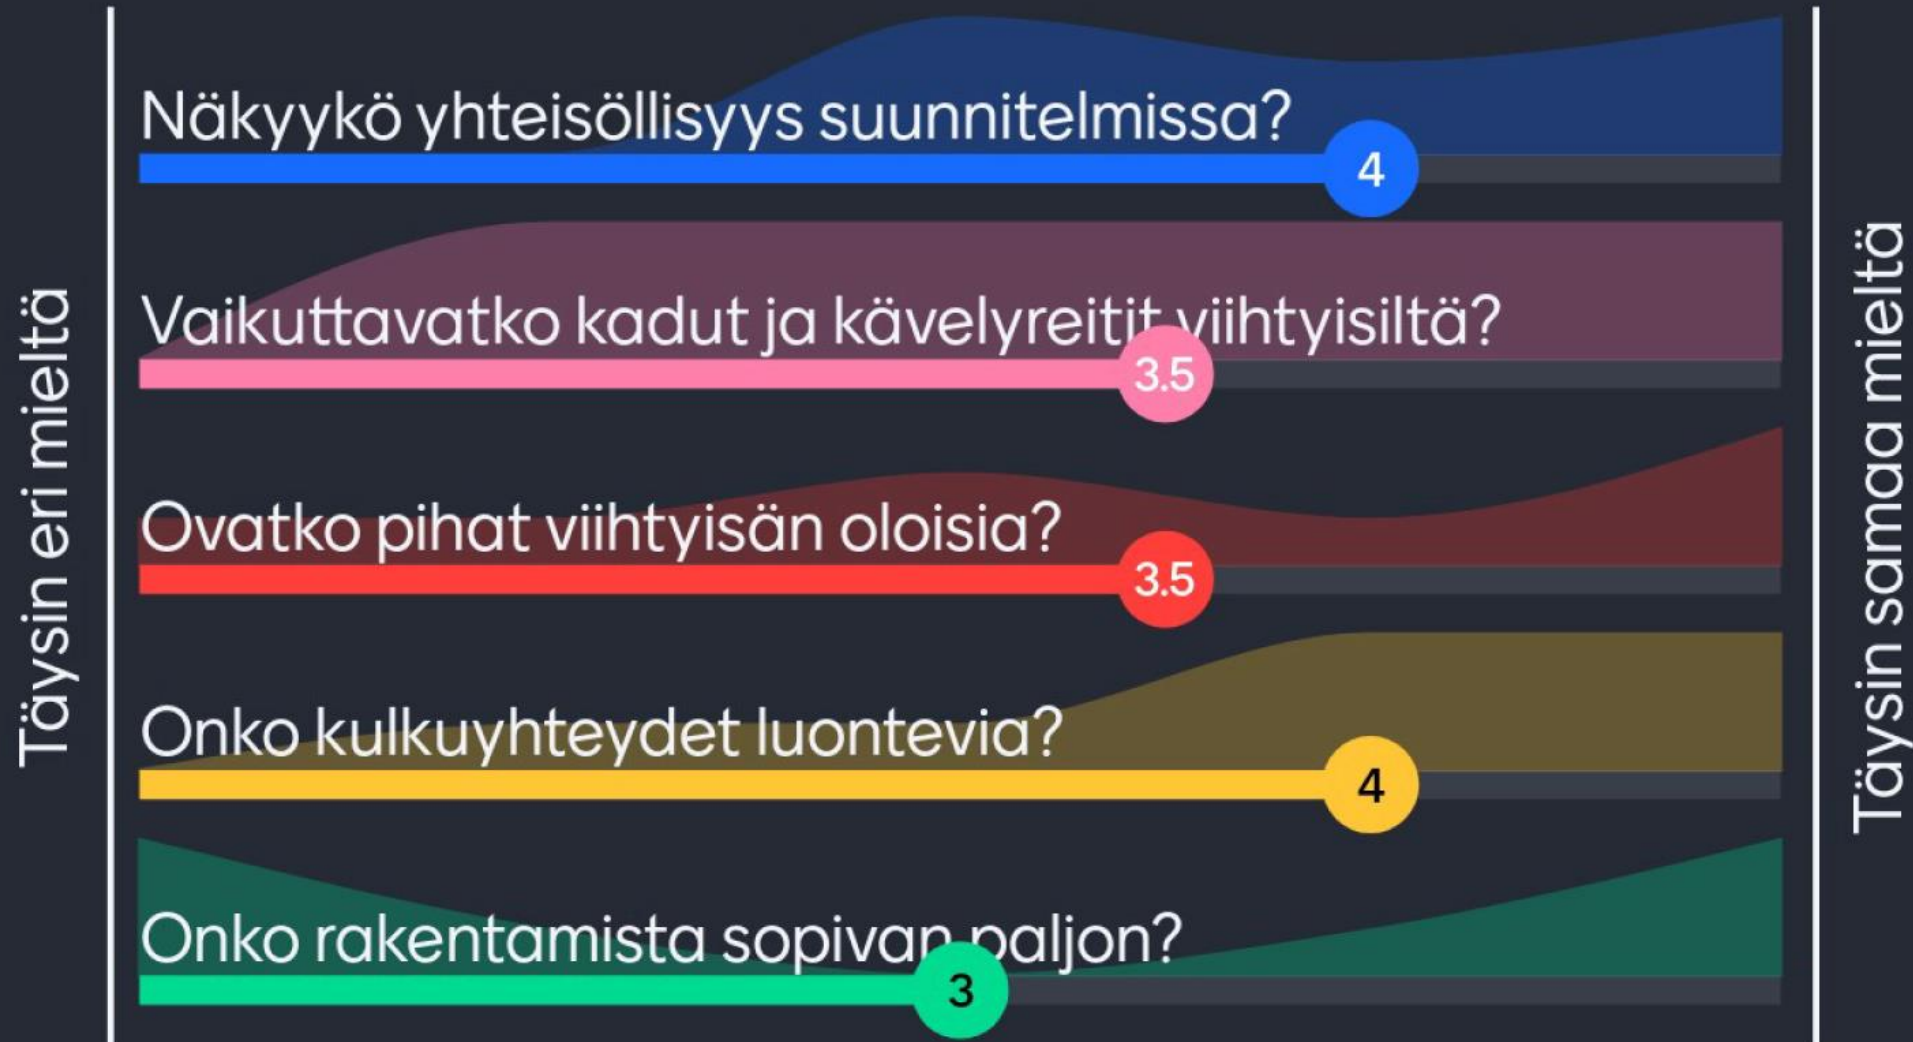 Täysin eri mieltä
Näkyykö yhteisöllisyys suunnitelmissa?
4
Vaikuttavatko kadut ja kävelyreitit viihtyisiltä?
3.5
Ovatko pihat viihtyisän oloisia?
3.5
Onko kulkuyhteydet luontevia?
4
Onko rakentamista sopivan paljon?
3
Täysin samaa mieltä